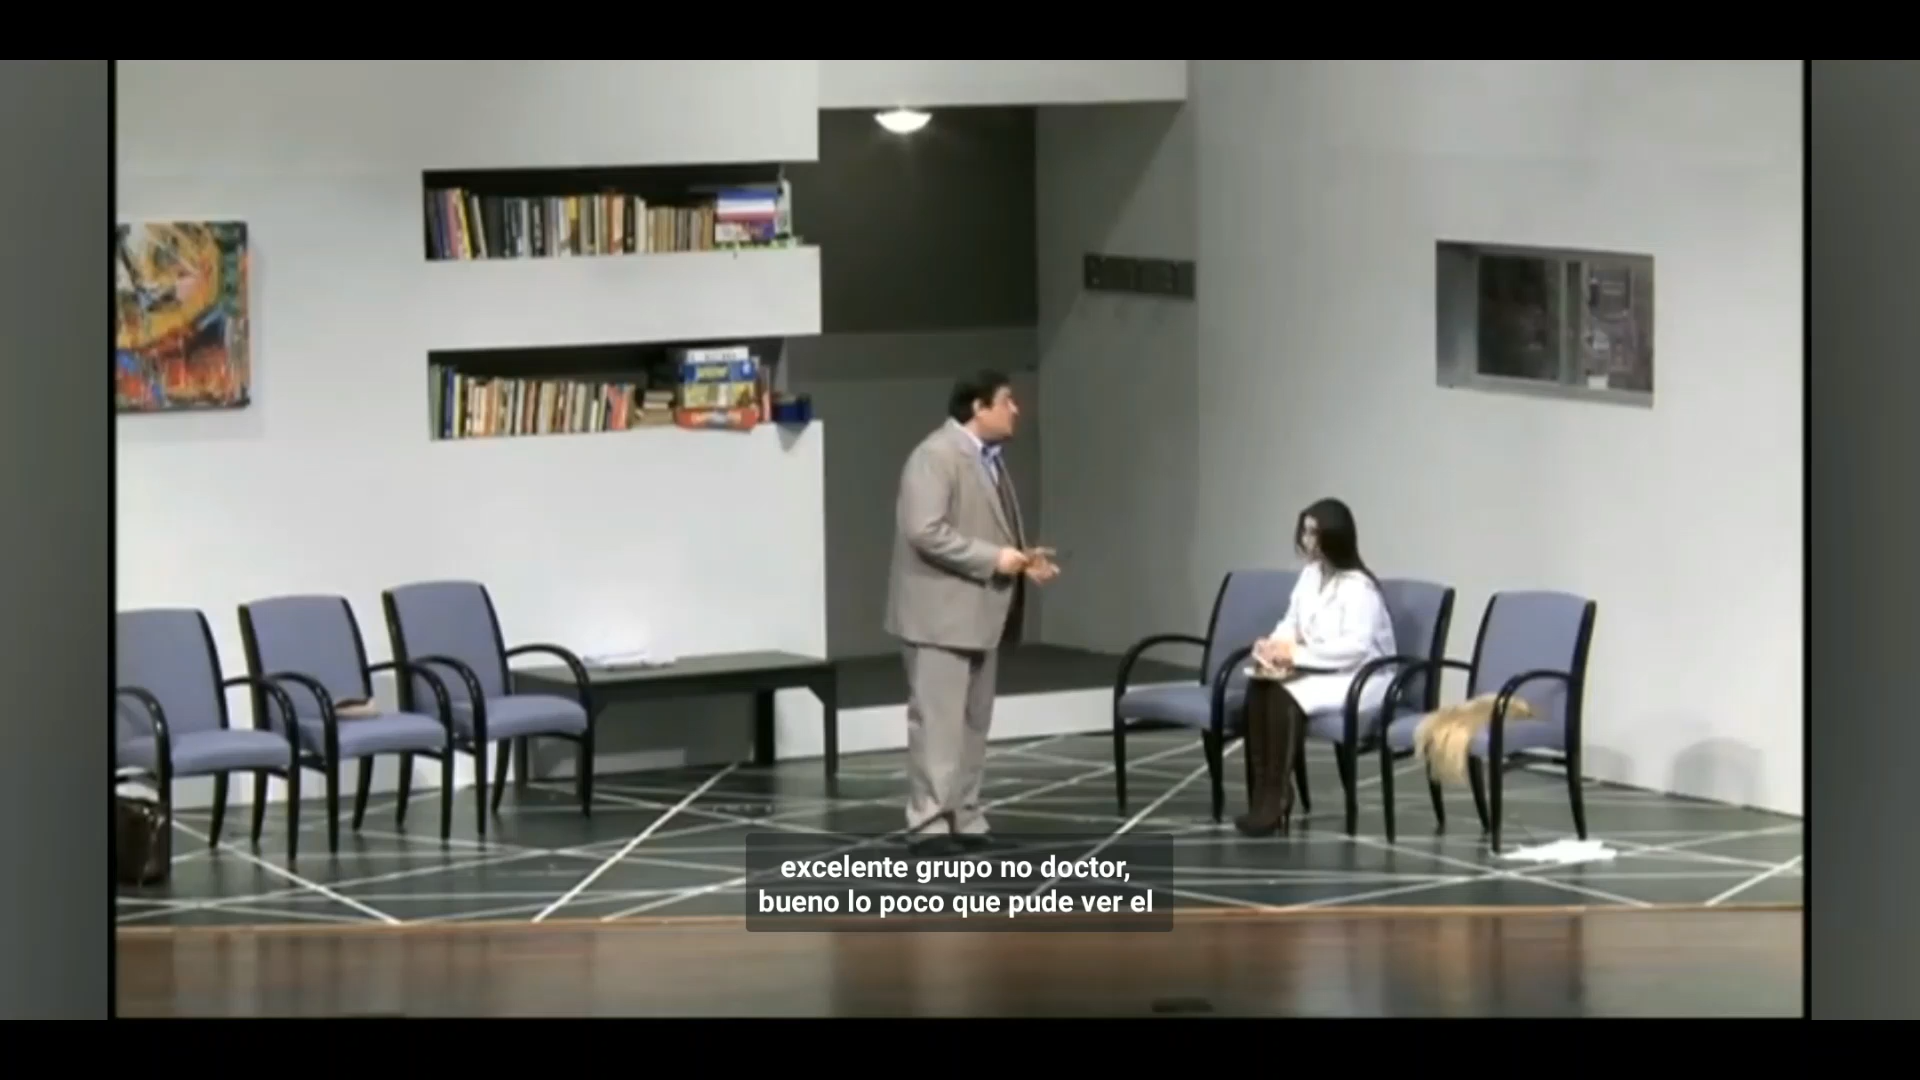 excelente grupo no doctor,
bueno lo poco que pude ver el